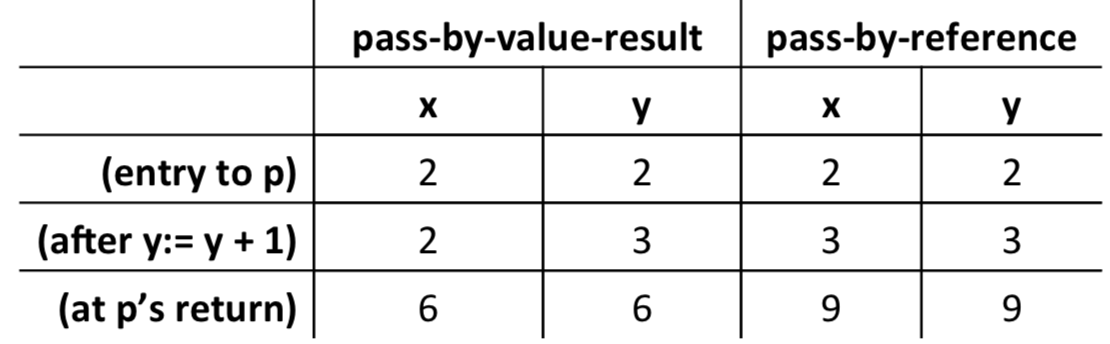 pass-by-value-result pass-by-reference
x y x y
(entry to p) 2 2 2 2
(after y:= y + 1) 2 3 3 3
(at p’s return) 6 6 9 9